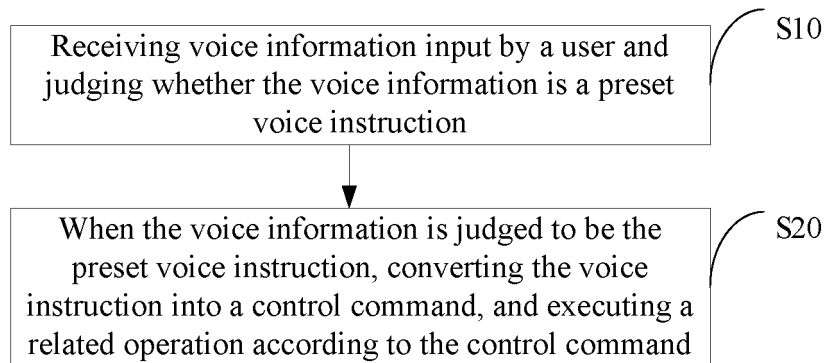 Receiving voice information input by a user and
judging whether the voice information is a preset
voice instruction
S10
When the voice information is judged to be the
preset voice instruction, converting the voice
instruction into a control command, and executing a
related operation according to the control command
S20